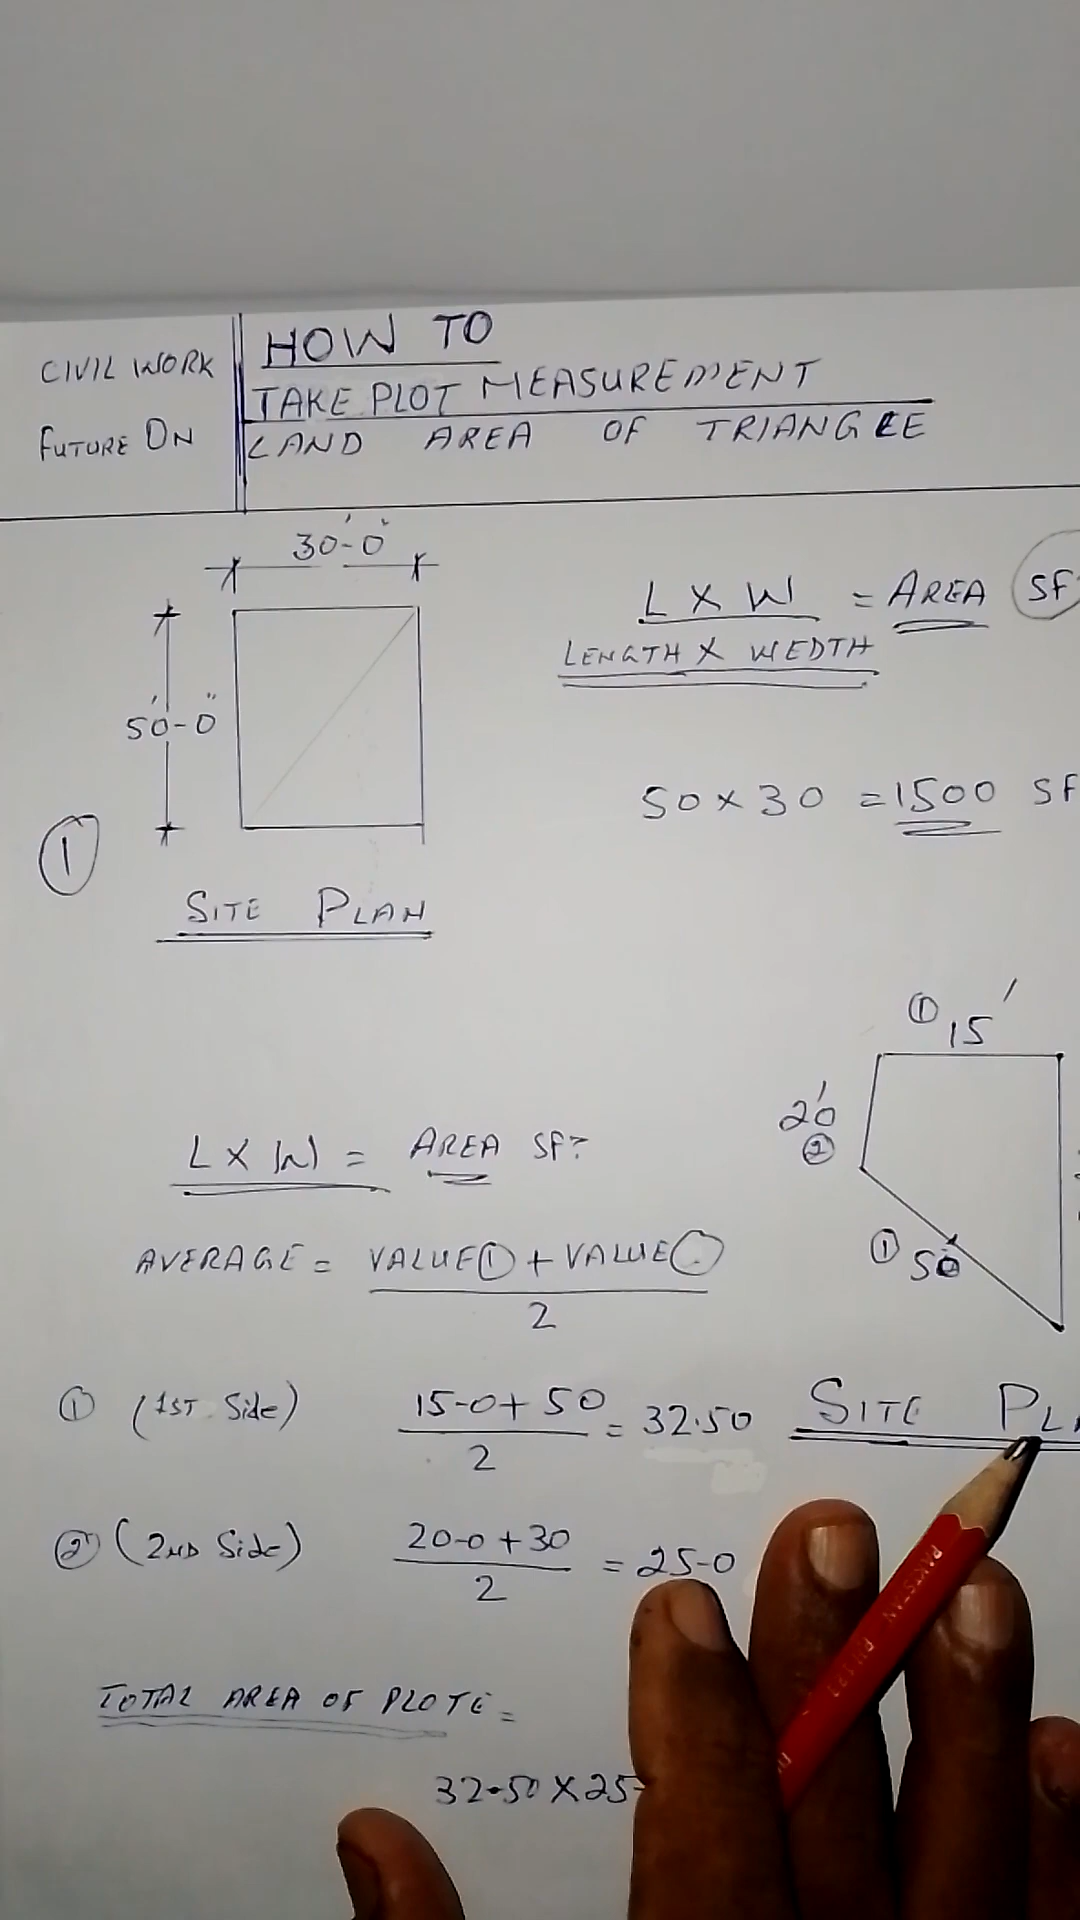 CIVIL WORK
FUTURE ON
HOW TO
TAKE PLOT MEASUREMENT
LAND AREA OF TRIANGLE
30'-0"
50'-0"
①
SITE PLAN
L X W = AREA SF
LENGTH X WEDTH
50 x 30 = 1500 SF
① 15'
20'
②
① 50
L X W = AREA SF?
AVERAGE = VALUE① + VALUE
2
① (1ST Side) 15-0 + 50 = 32.50
2
② (2ND Side) 20-0 + 30 = 25-0
2
SITE
TOTAL AREA OF PLOTE =
32.50 X 25
PAKISTAN